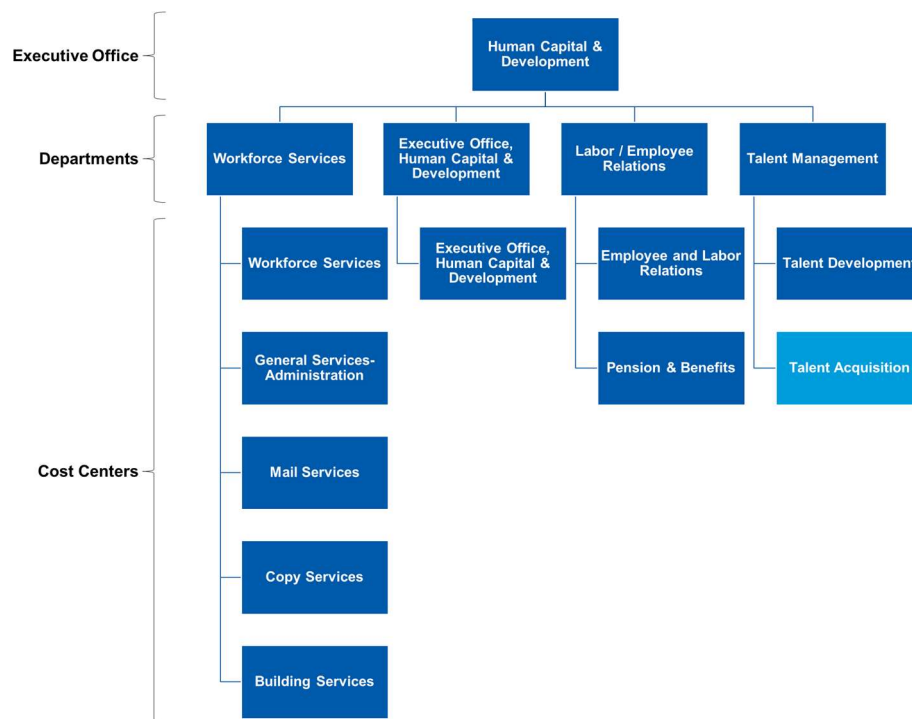 Executive Office
Human Capital &
Development
Departments
Workforce Services
Executive Office,
Human Capital &
Development
Labor / Employee
Relations
Talent Management
Cost Centers
Workforce Services
General Services-
Administration
Mail Services
Copy Services
Building Services
Executive Office,
Human Capital &
Development
Employee and Labor
Relations
Pension & Benefits
Talent Development
Talent Acquisition